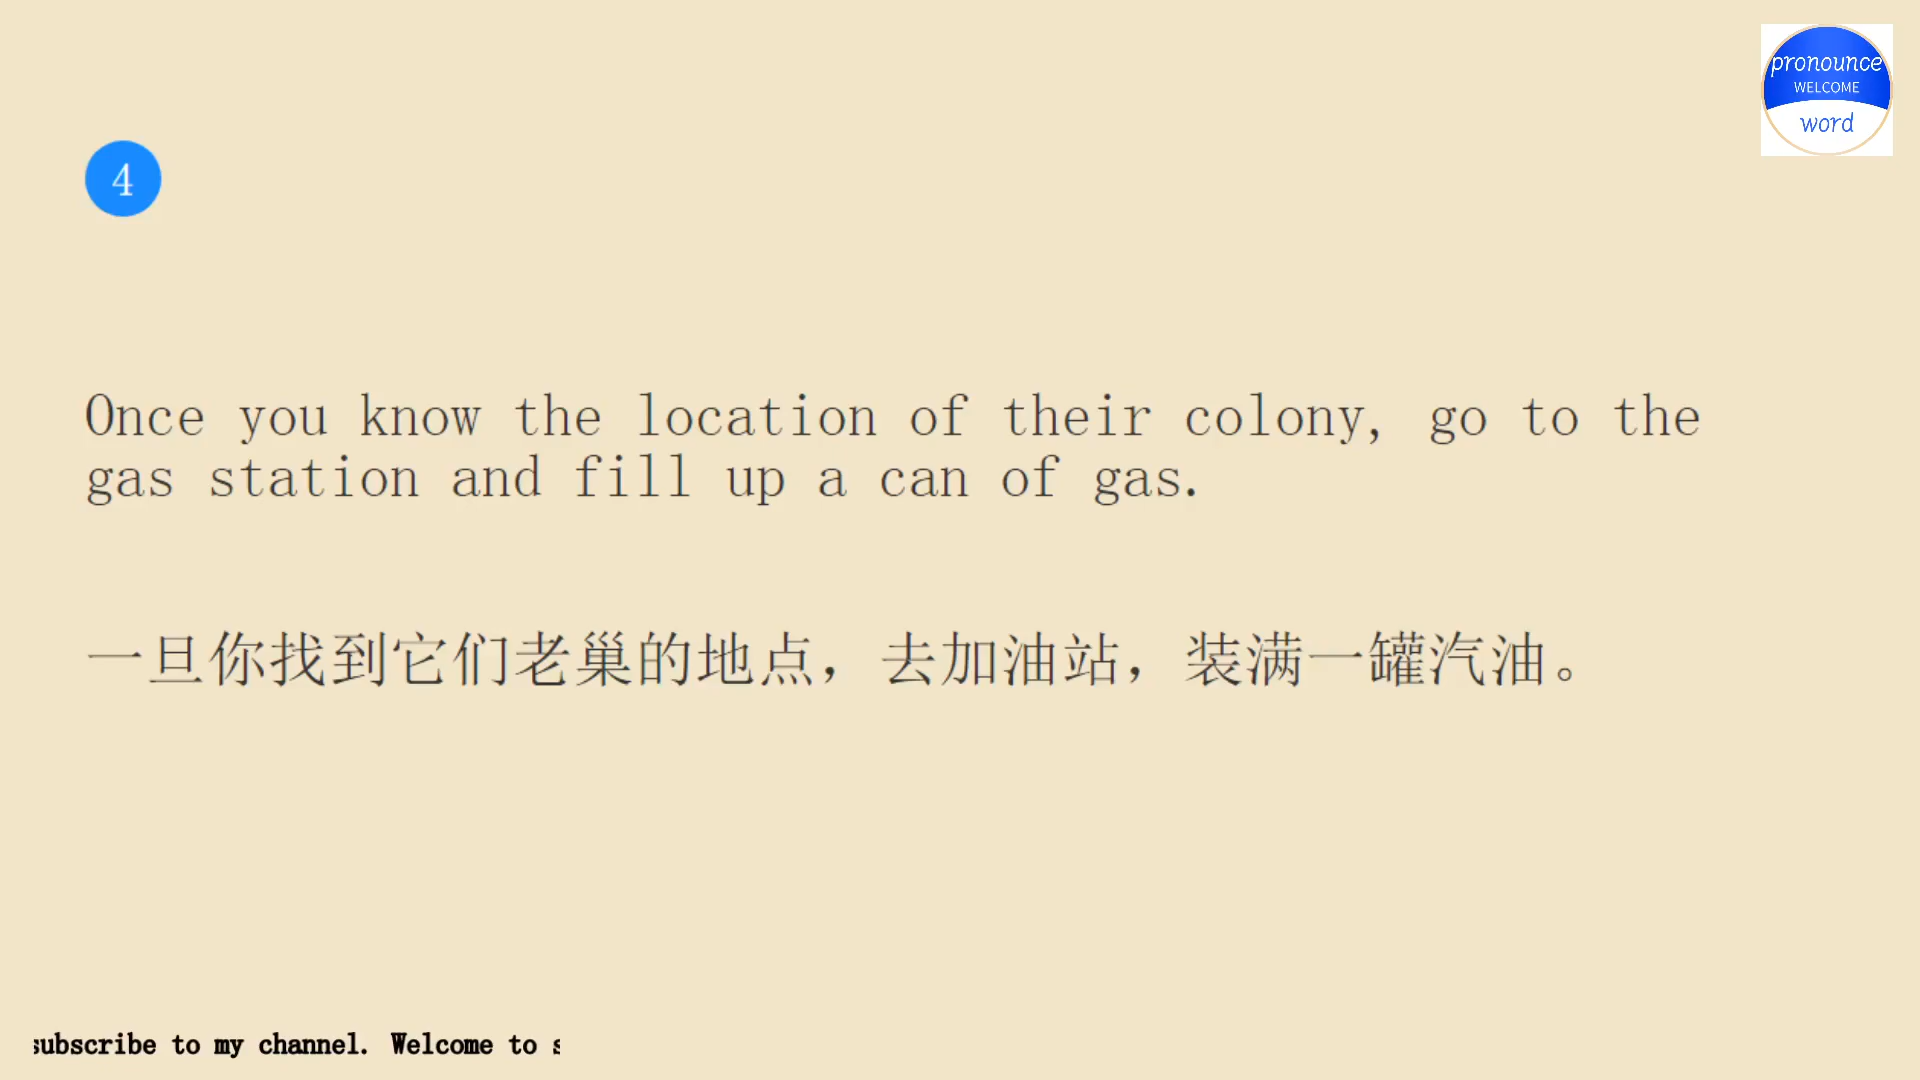 pronounce
WELCOME
word
4
Once you know the location of their colony, go to the
gas station and fill up a can of gas.
一旦你找到它们老巢的地点，去加油站，装满一罐汽油。
subscribe to my channel. Welcome to s